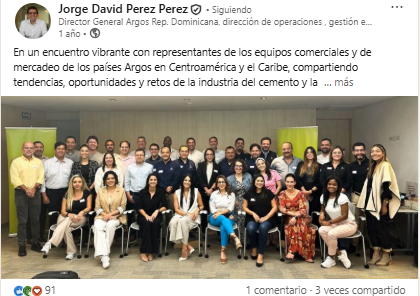 Jorge David Perez Perez • Siguiendo
Director General Argos Rep. Dominicana, dirección de operaciones , gestión e...
1 año •
En un encuentro vibrante con representantes de los equipos comerciales y de
mercadeo de los países Argos en Centroamérica y el Caribe, compartiendo
tendencias, oportunidades y retos de la industria del cemento y la ... más
91
1 comentario · 3 veces compartido